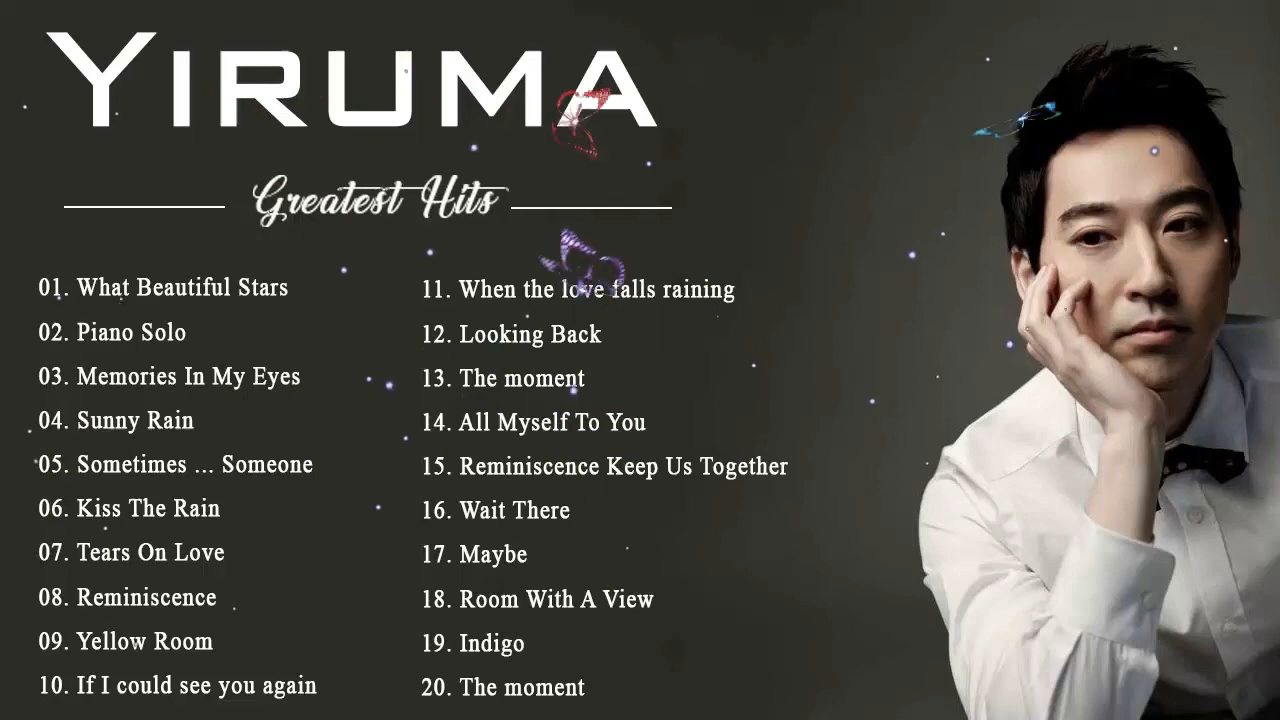 YIRUMA
Greatest Hits
01. What Beautiful Stars
02. Piano Solo
03. Memories In My Eyes
04. Sunny Rain
05. Sometimes ... Someone
06. Kiss The Rain
07. Tears On Love
08. Reminiscence
09. Yellow Room
10. If I could see you again
11. When the love falls raining
12. Looking Back
13. The moment
14. All Myself To You
15. Reminiscence Keep Us Together
16. Wait There
17. Maybe
18. Room With A View
19. Indigo
20. The moment